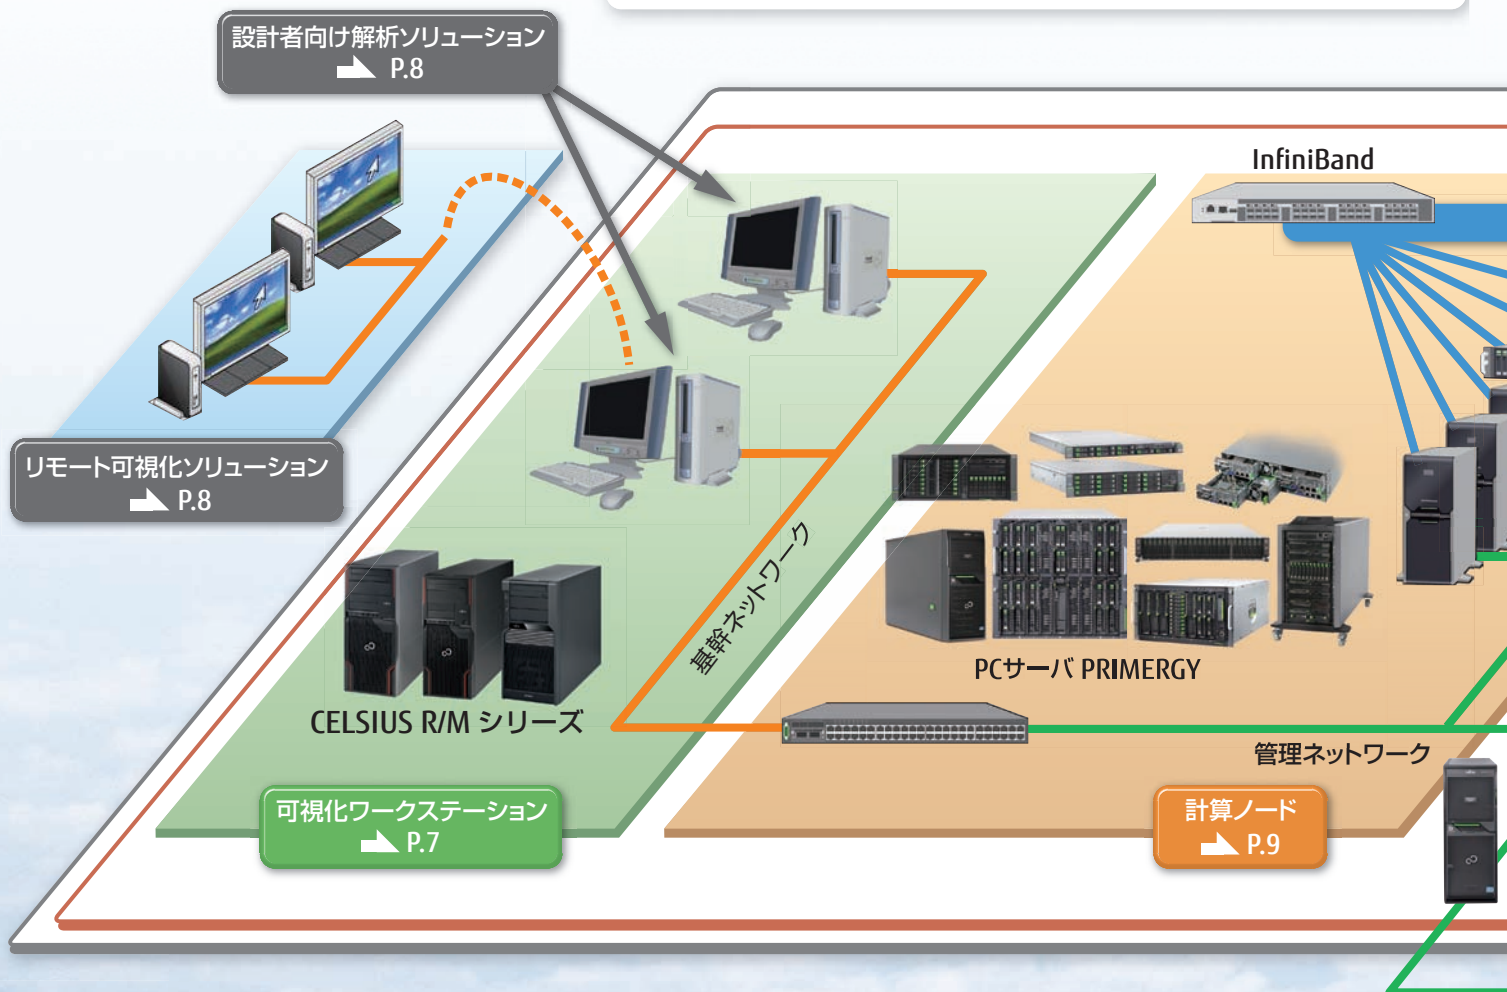 設計者向け解析ソリューション
P.8
InfiniBand
リモート可視化ソリューション
P.8
基幹ネットワーク
PCサーバ PRIMERGY
CELSIUS R/M シリーズ
管理ネットワーク
可視化ワークステーション
P.7
計算ノード
P.9